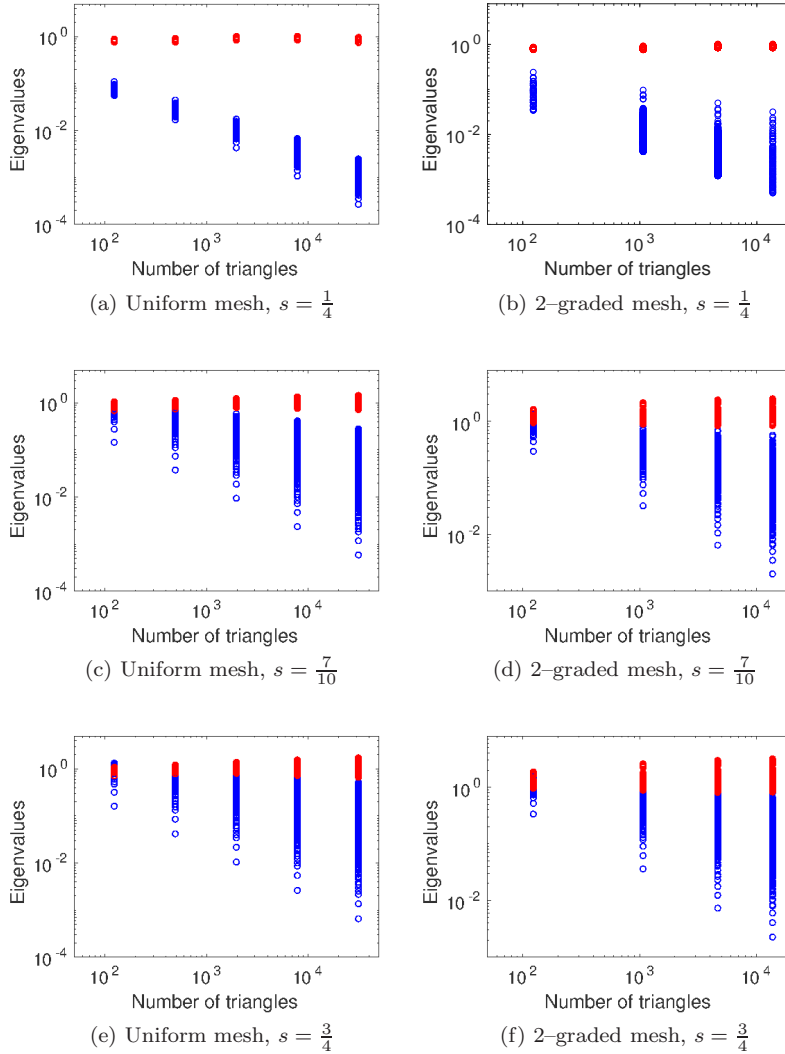 Eigenvalues
10^0
10^-2
10^-4
10^2
10^3
10^4
Number of triangles
(a) Uniform mesh, s = 1/4
Eigenvalues
10^0
10^-2
10^-4
10^2
10^3
10^4
Number of triangles
(b) 2–graded mesh, s = 1/4
Eigenvalues
10^0
10^-2
10^-4
10^2
10^3
10^4
Number of triangles
(c) Uniform mesh, s = 7/10
Eigenvalues
10^0
10^-2
10^2
10^3
10^4
Number of triangles
(d) 2–graded mesh, s = 7/10
Eigenvalues
10^0
10^-2
10^-4
10^2
10^3
10^4
Number of triangles
(e) Uniform mesh, s = 3/4
Eigenvalues
10^0
10^-2
10^2
10^3
10^4
Number of triangles
(f) 2–graded mesh, s = 3/4